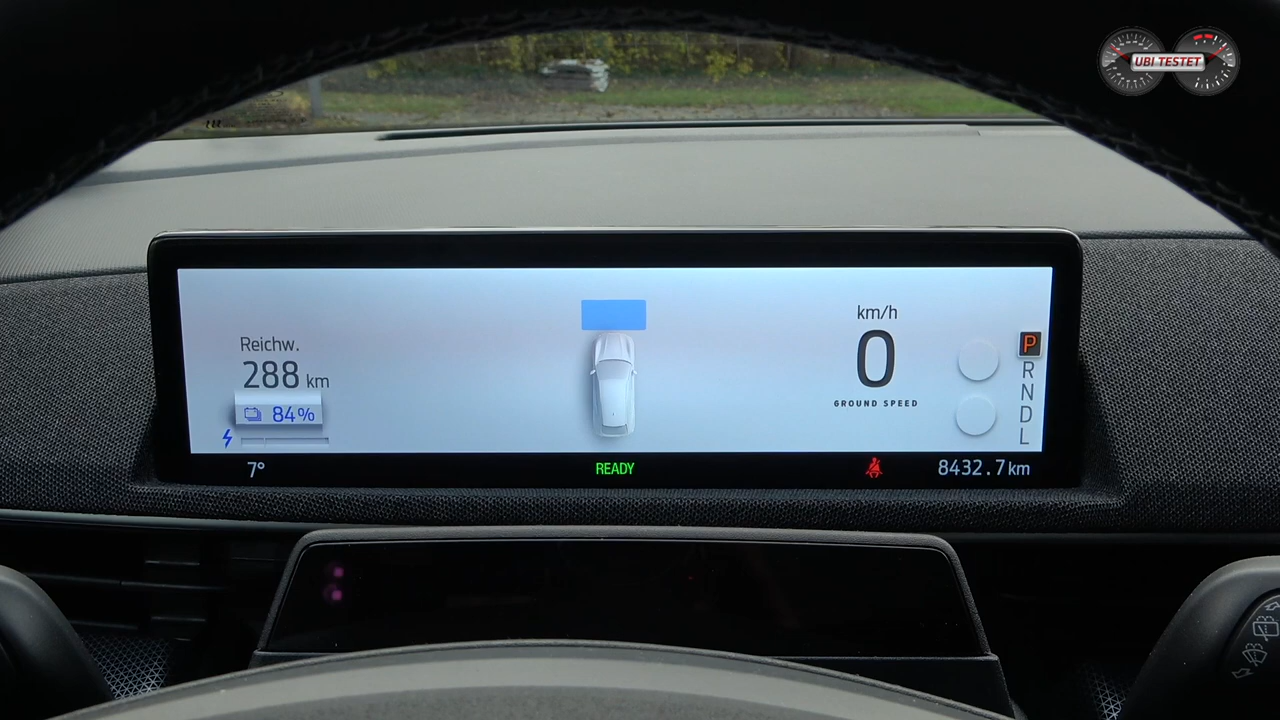 UBI TESTET
Reichw.
288 km
84%
km/h
0
GROUND SPEED
P
R
N
D
L
7°
READY
8432.7 km